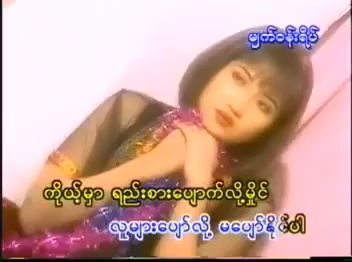 မျက်ဝန်းရိပ်
ကိုယ့်မှာ ရည်းစားပျောက်လို့မှိုင်
လူများပျော်လို့ မပျော်နိုင်ပါ